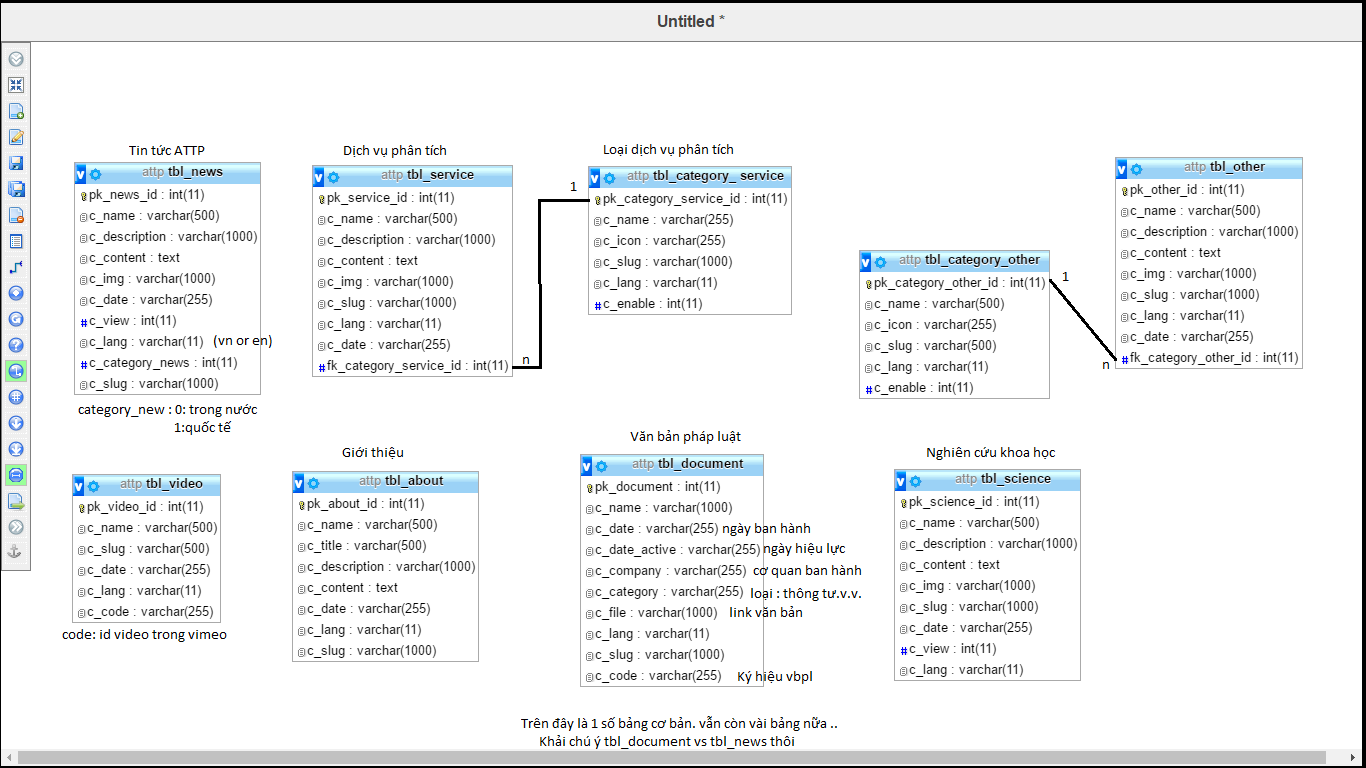 Untitled *
Tin tức ATTP
attp tbl_news
pk_news_id : int(11)
c_name : varchar(500)
c_description : varchar(1000)
c_content : text
c_img : varchar(1000)
c_date : varchar(255)
c_view : int(11)
c_lang : varchar(11) (vn or en)
c_category_news : int(11)
c_slug : varchar(1000)
category_new : 0: trong nước
1:quốc tế
Dịch vụ phân tích
attp tbl_service
pk_service_id : int(11)
c_name : varchar(500)
c_description : varchar(1000)
c_content : text
c_img : varchar(1000)
c_slug : varchar(1000)
c_lang : varchar(11)
c_date : varchar(255)
fk_category_service_id : int(11)
n
1
Loại dịch vụ phân tích
attp tbl_category_ service
pk_category_service_id : int(11)
c_name : varchar(255)
c_icon : varchar(255)
c_slug : varchar(1000)
c_lang : varchar(11)
c_enable : int(11)
attp tbl_category_other
pk_category_other_id : int(11)
c_name : varchar(500)
c_icon : varchar(255)
c_slug : varchar(500)
c_lang : varchar(11)
c_enable : int(11)
1
n
attp tbl_other
pk_other_id : int(11)
c_name : varchar(500)
c_description : varchar(1000)
c_content : text
c_img : varchar(1000)
c_slug : varchar(1000)
c_lang : varchar(11)
c_date : varchar(255)
fk_category_other_id : int(11)
attp tbl_video
pk_video_id : int(11)
c_name : varchar(500)
c_slug : varchar(500)
c_date : varchar(255)
c_lang : varchar(11)
c_code : varchar(255)
code: id video trong vimeo
Giới thiệu
attp tbl_about
pk_about_id : int(11)
c_name : varchar(500)
c_title : varchar(500)
c_description : varchar(1000)
c_content : text
c_date : varchar(255)
c_lang : varchar(11)
c_slug : varchar(1000)
Văn bản pháp luật
attp tbl_document
pk_document : int(11)
c_name : varchar(1000)
c_date : varchar(255) ngày ban hành
c_date_active : varchar(255) ngày hiệu lực
c_company : varchar(255) cơ quan ban hành
c_category : varchar(255) loại : thông tư.v.v.
c_file : varchar(1000) link văn bản
c_lang : varchar(11)
c_slug : varchar(1000)
c_code : varchar(255) Ký hiệu vbpl
Nghiên cứu khoa học
attp tbl_science
pk_science_id : int(11)
c_name : varchar(500)
c_description : varchar(1000)
c_content : text
c_img : varchar(1000)
c_slug : varchar(1000)
c_date : varchar(255)
c_view : int(11)
c_lang : varchar(11)
Trên đây là 1 số bảng cơ bản. vẫn còn vài bảng nữa ..
Khải chú ý tbl_document vs tbl_news thôi